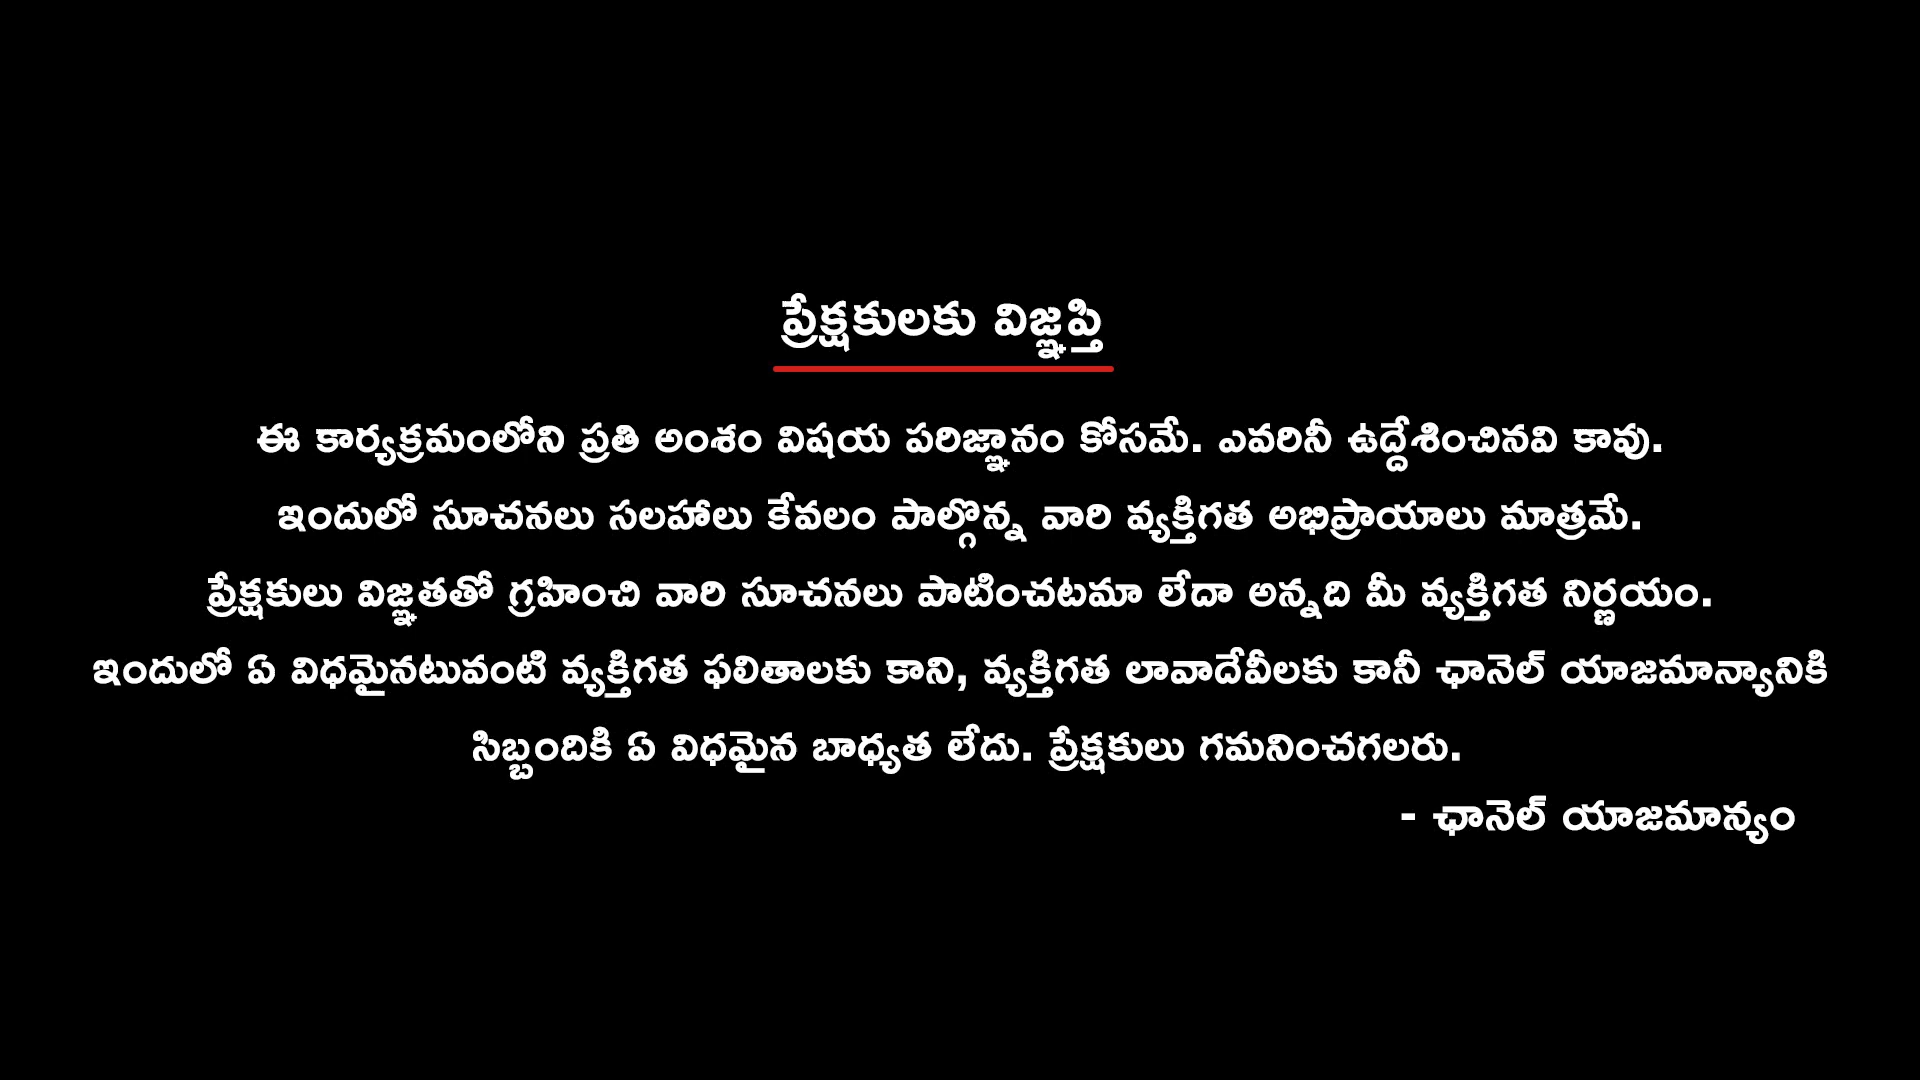 ప్రేక్షకులకు విజ్ఞప్తి
ఈ కార్యక్రమంలోని ప్రతి అంశం విషయ పరిజ్ఞానం కోసమే. ఎవరినీ ఉద్దేశించినవి కావు.
ఇందులో సూచనలు సలహాలు కేవలం పాల్గొన్న వారి వ్యక్తిగత అభిప్రాయాలు మాత్రమే.
ప్రేక్షకులు విజ్ఞతతో గ్రహించి వారి సూచనలు పాటించటమా లేదా అన్నది మీ వ్యక్తిగత నిర్ణయం.
ఇందులో ఏ విధమైనటువంటి వ్యక్తిగత ఫలితాలకు కాని, వ్యక్తిగత లావాదేవీలకు కానీ ఛానెల్ యాజమాన్యానికి
సిబ్బందికి ఏ విధమైన బాధ్యత లేదు. ప్రేక్షకులు గమనించగలరు.
- ఛానెల్ యాజమాన్యం